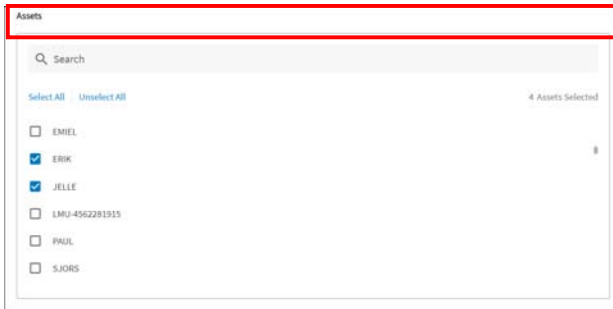 Assets
Search
Select All Unselect All 4 Assets Selected
EMIEL
ERIK
JELLE
LMU-4562281915
PAUL
SJORS